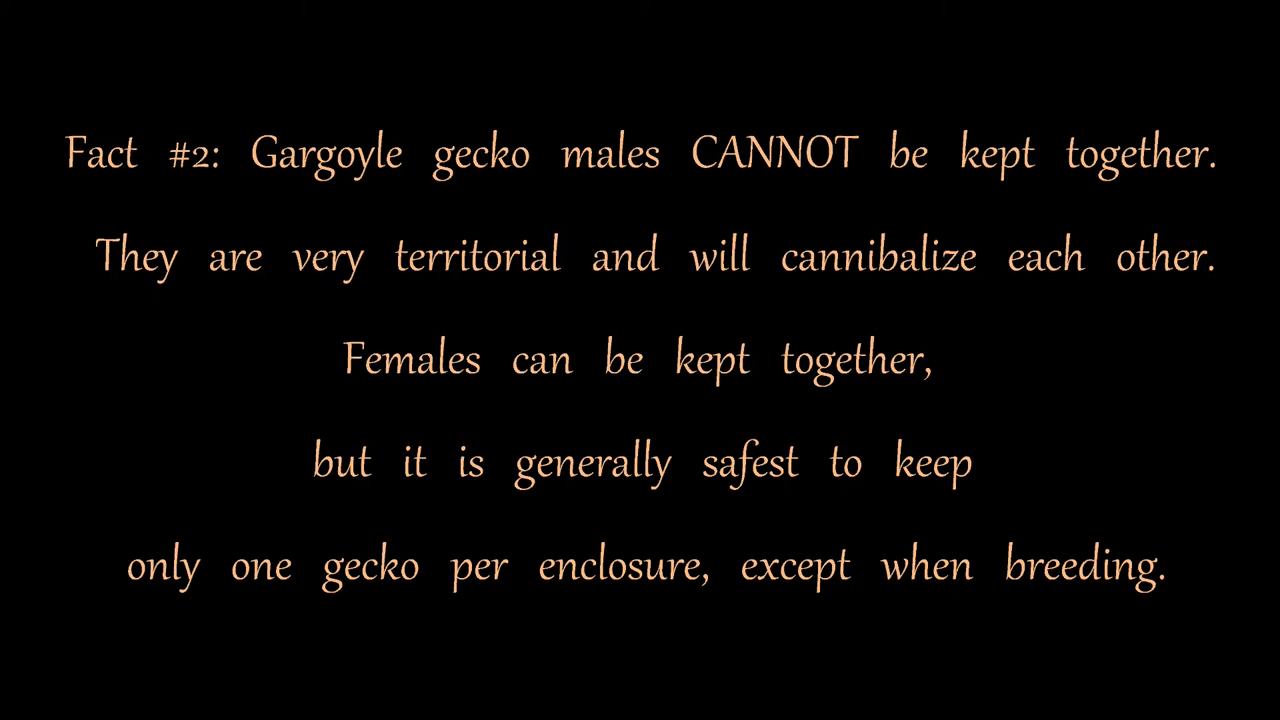 Fact #2: Gargoyle gecko males CANNOT be kept together.
They are very territorial and will cannibalize each other.
Females can be kept together,
but it is generally safest to keep
only one gecko per enclosure, except when breeding.